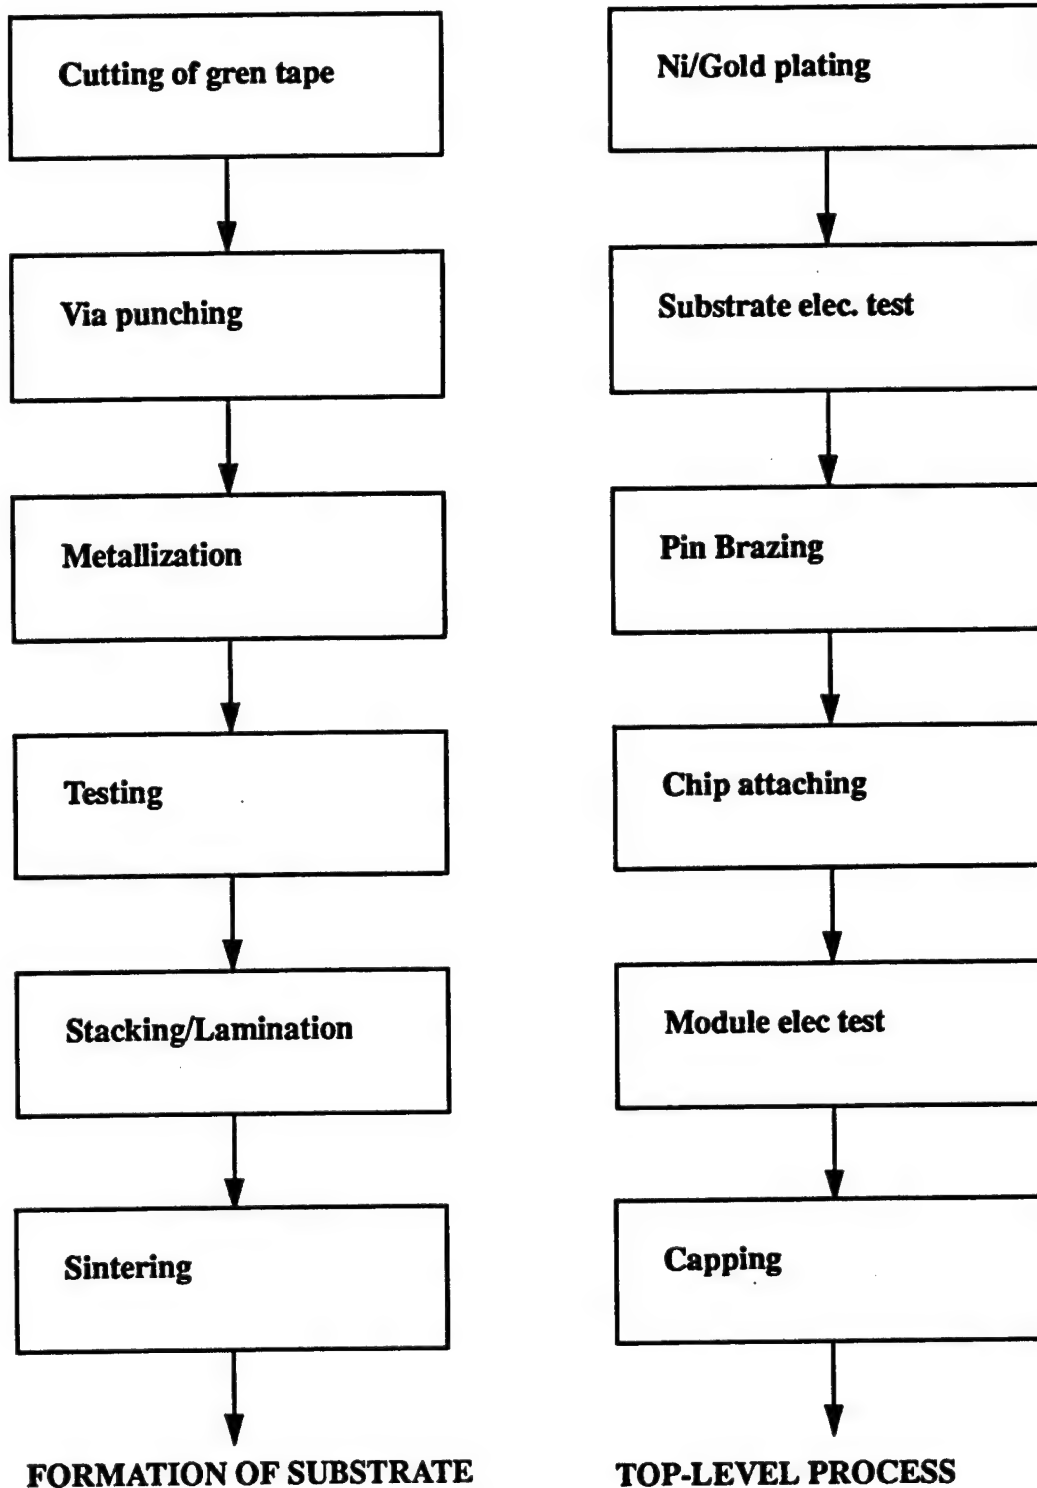 Cutting of gren tape
Via punching
Metallization
Testing
Stacking/Lamination
Sintering
FORMATION OF SUBSTRATE
Ni/Gold plating
Substrate elec. test
Pin Brazing
Chip attaching
Module elec test
Capping
TOP-LEVEL PROCESS